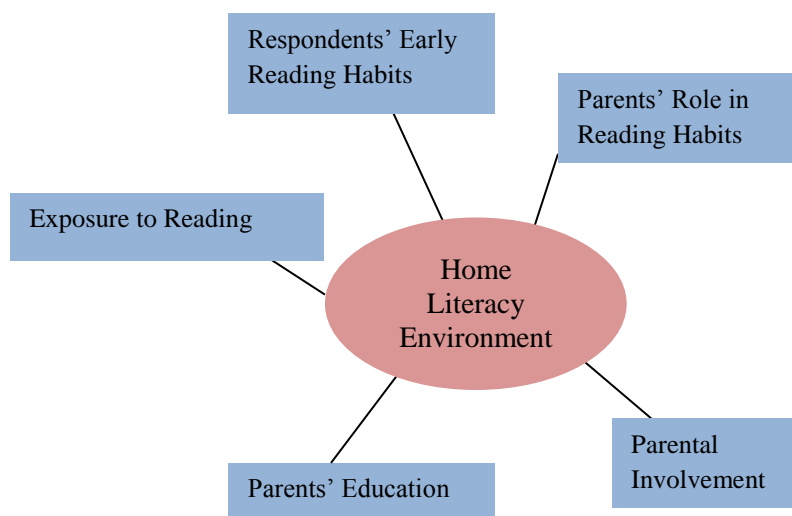 Respondents’ Early
Reading Habits
Parents’ Role in
Reading Habits
Exposure to Reading
Home
Literacy
Environment
Parental
Involvement
Parents’ Education